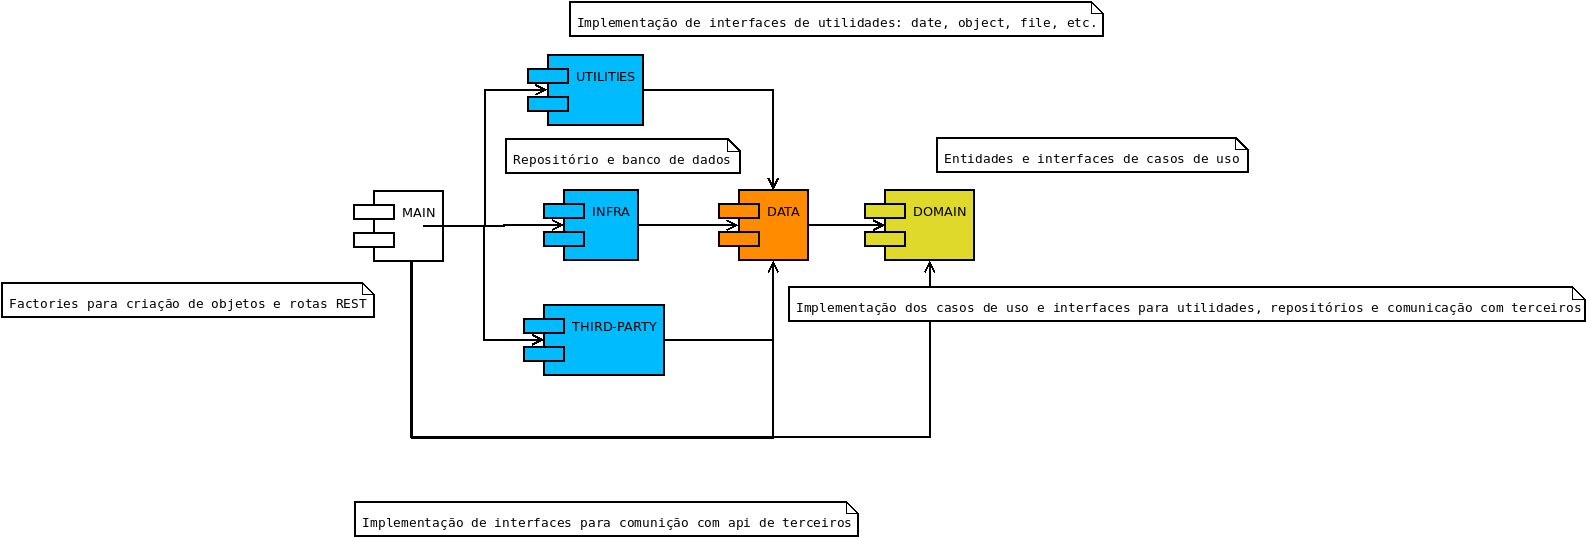 Implementação de interfaces de utilidades: date, object, file, etc.
UTILITIES
Repositório e banco de dados
Entidades e interfaces de casos de uso
MAIN
INFRA
DATA
DOMAIN
Factories para criação de objetos e rotas REST
Implementação dos casos de uso e interfaces para utilidades, repositórios e comunicação com terceiros
THIRD-PARTY
Implementação de interfaces para comunição com api de terceiros